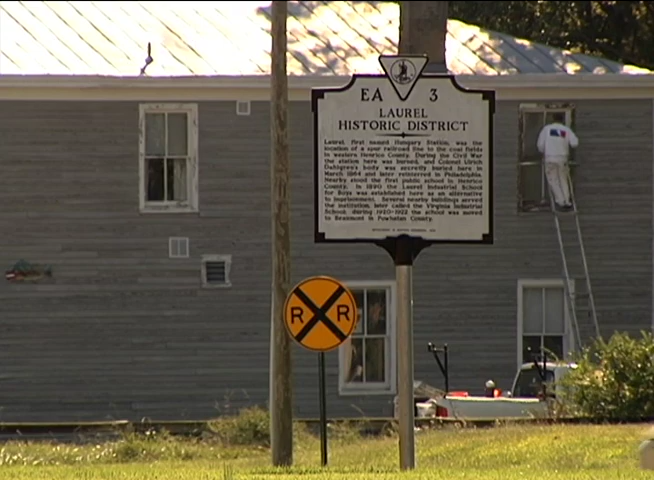 EA 3
LAUREL
HISTORIC DISTRICT
Laurel, first named Hungary Station, was the
location of a spur railroad line to the coal fields
in western Henrico County. During the Civil War
the station here was burned, and Colonel Ulrich
Dahlgren's body was secretly buried here in
March 1864 and later reinterred in Philadelphia.
Nearby stood the first public school in Henrico
County. In 1890 the Laurel Industrial School
for Boys was established here as an alternative
to imprisonment. Several nearby buildings served
the institution, later called the Virginia Industrial
School; during 1920-1922 the school was moved
to Beaumont in Powhatan County.
R R